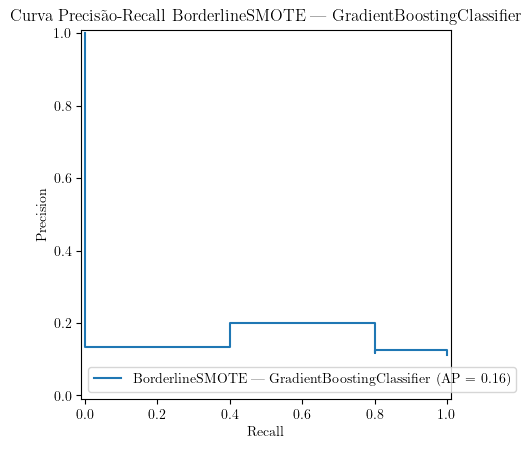 Curva Precisão-Recall BorderlineSMOTE — GradientBoostingClassifier
1.0
0.8
0.6
0.4
0.2
0.0
Precision
BorderlineSMOTE — GradientBoostingClassifier (AP = 0.16)
0.0 0.2 0.4 0.6 0.8 1.0
Recall